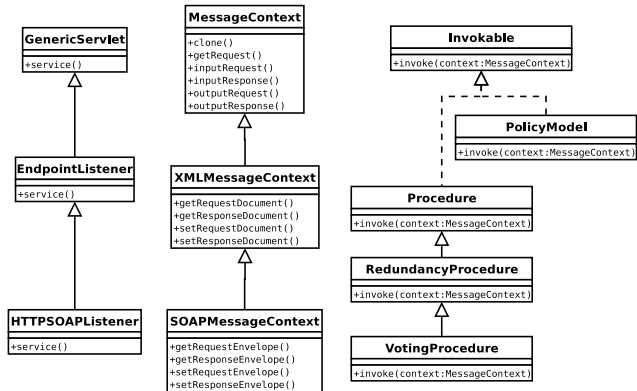 GenericServlet
+service()
EndpointListener
+service()
HTTPSOAPListener
+service()
MessageContext
+clone()
+getRequest()
+inputRequest()
+inputResponse()
+outputRequest()
+outputResponse()
XMLMessageContext
+getRequestDocument()
+getResponseDocument()
+setRequestDocument()
+setResponseDocument()
SOAPMessageContext
+getRequestEnvelope()
+getResponseEnvelope()
+setRequestEnvelope()
+setResponseEnvelope()
Invokable
+invoke(context:MessageContext)
PolicyModel
+invoke(context:MessageContext)
Procedure
+invoke(context:MessageContext)
RedundancyProcedure
+invoke(context:MessageContext)
VotingProcedure
+invoke(context:MessageContext)